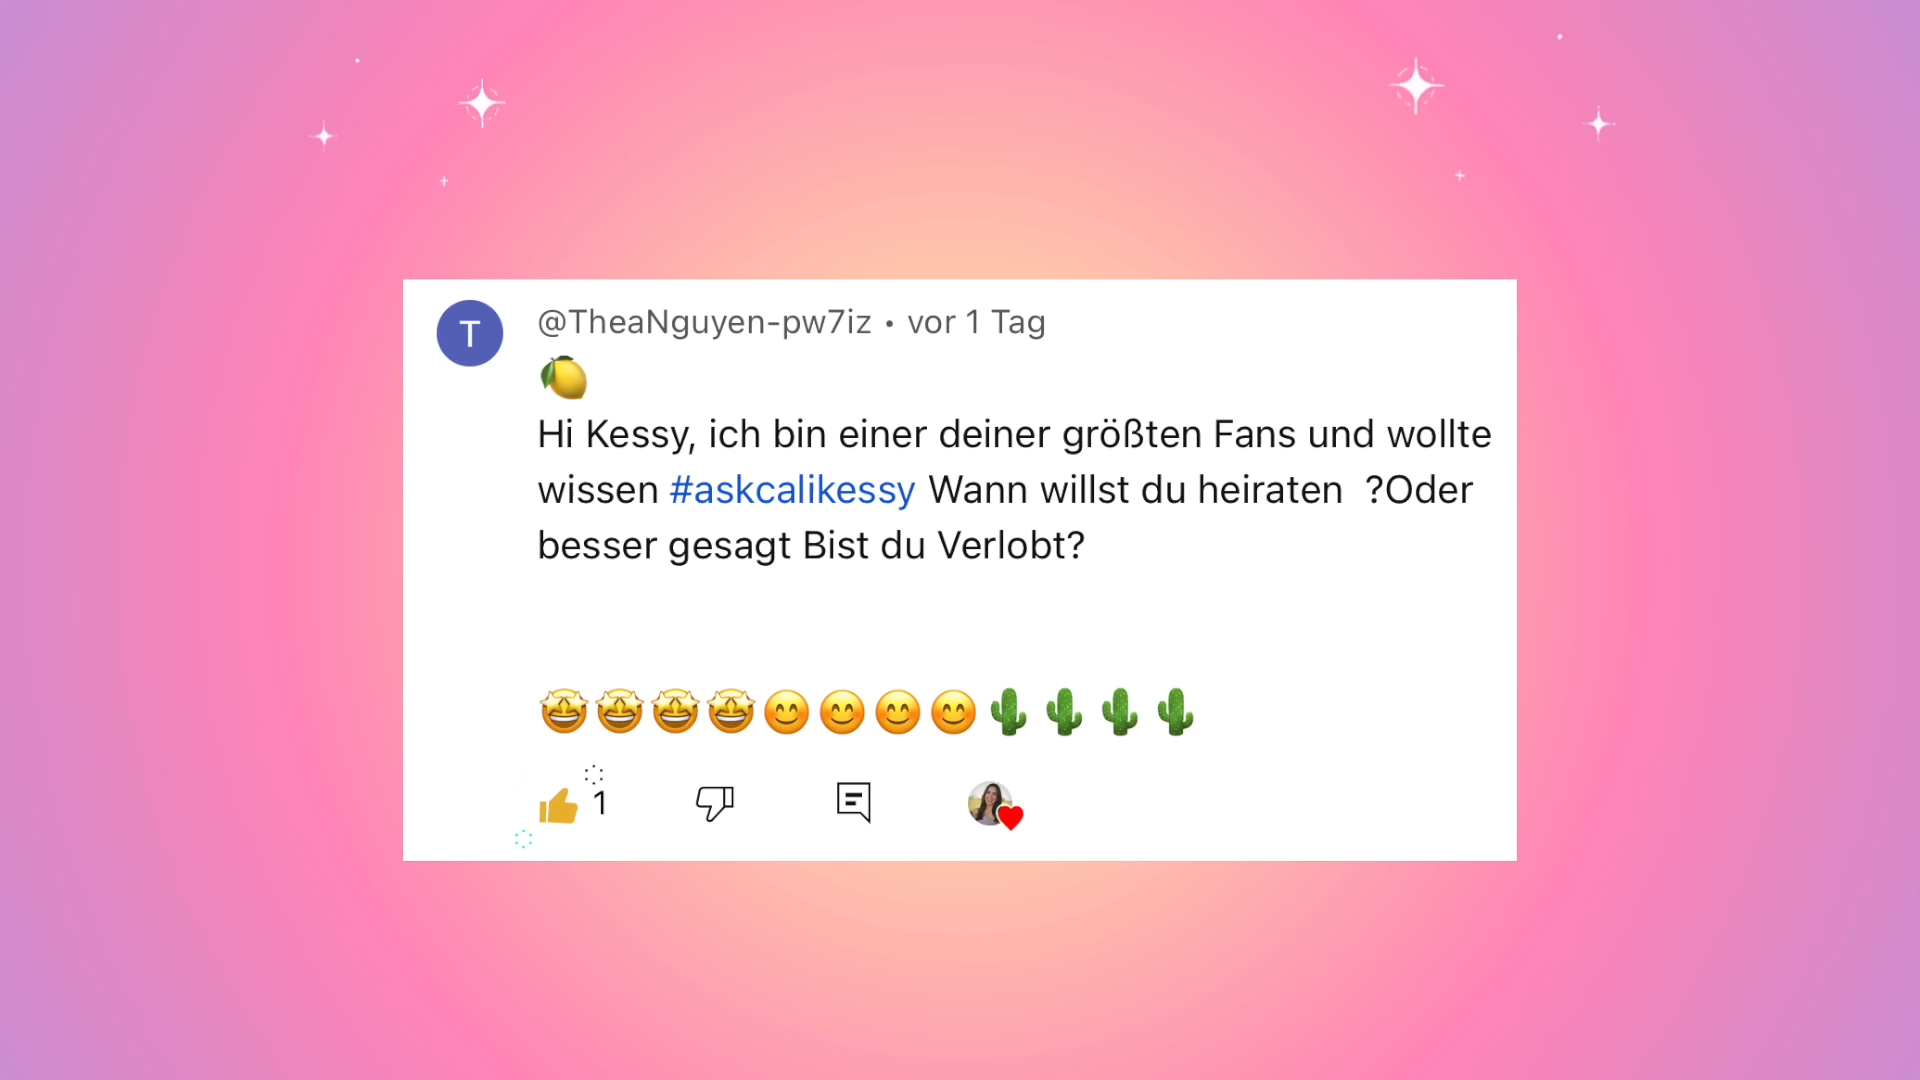 T
@TheaNguyen-pw7iz • vor 1 Tag
🍋
Hi Kessy, ich bin einer deiner größten Fans und wollte
wissen #askcalikessy Wann willst du heiraten  ?Oder
besser gesagt Bist du Verlobt?
🤩🤩🤩🤩😊😊😊😊🌵🌵🌵🌵
1